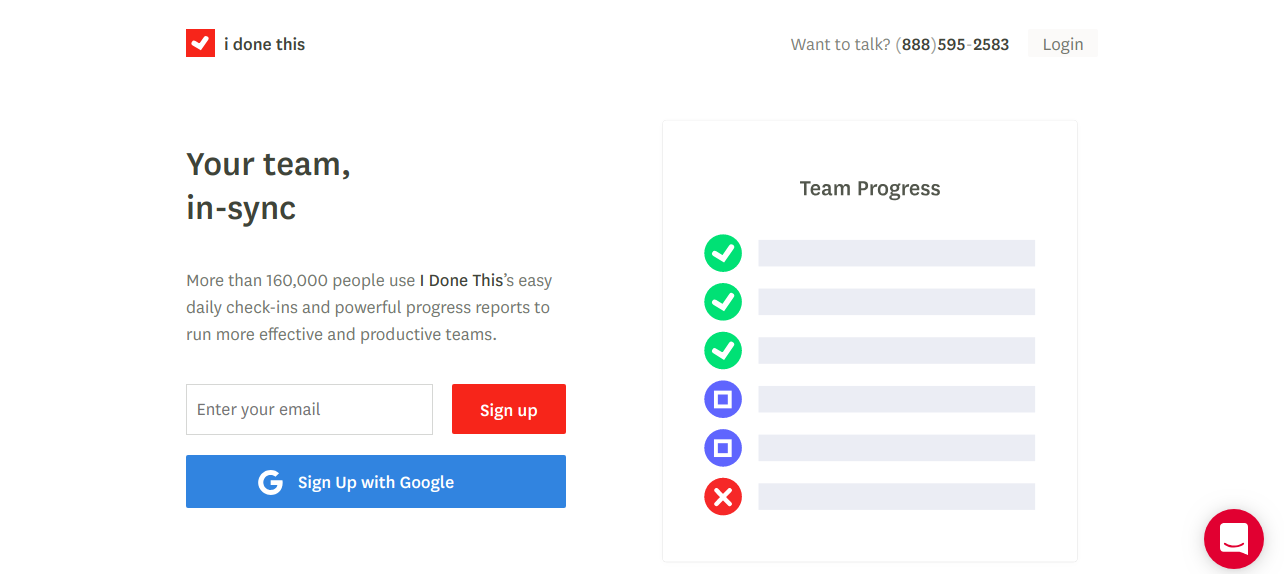 i done this
Want to talk? (888)595-2583
Login
Your team,
in-sync
More than 160,000 people use I Done This’s easy
daily check-ins and powerful progress reports to
run more effective and productive teams.
Enter your email
Sign up
Sign Up with Google
Team Progress